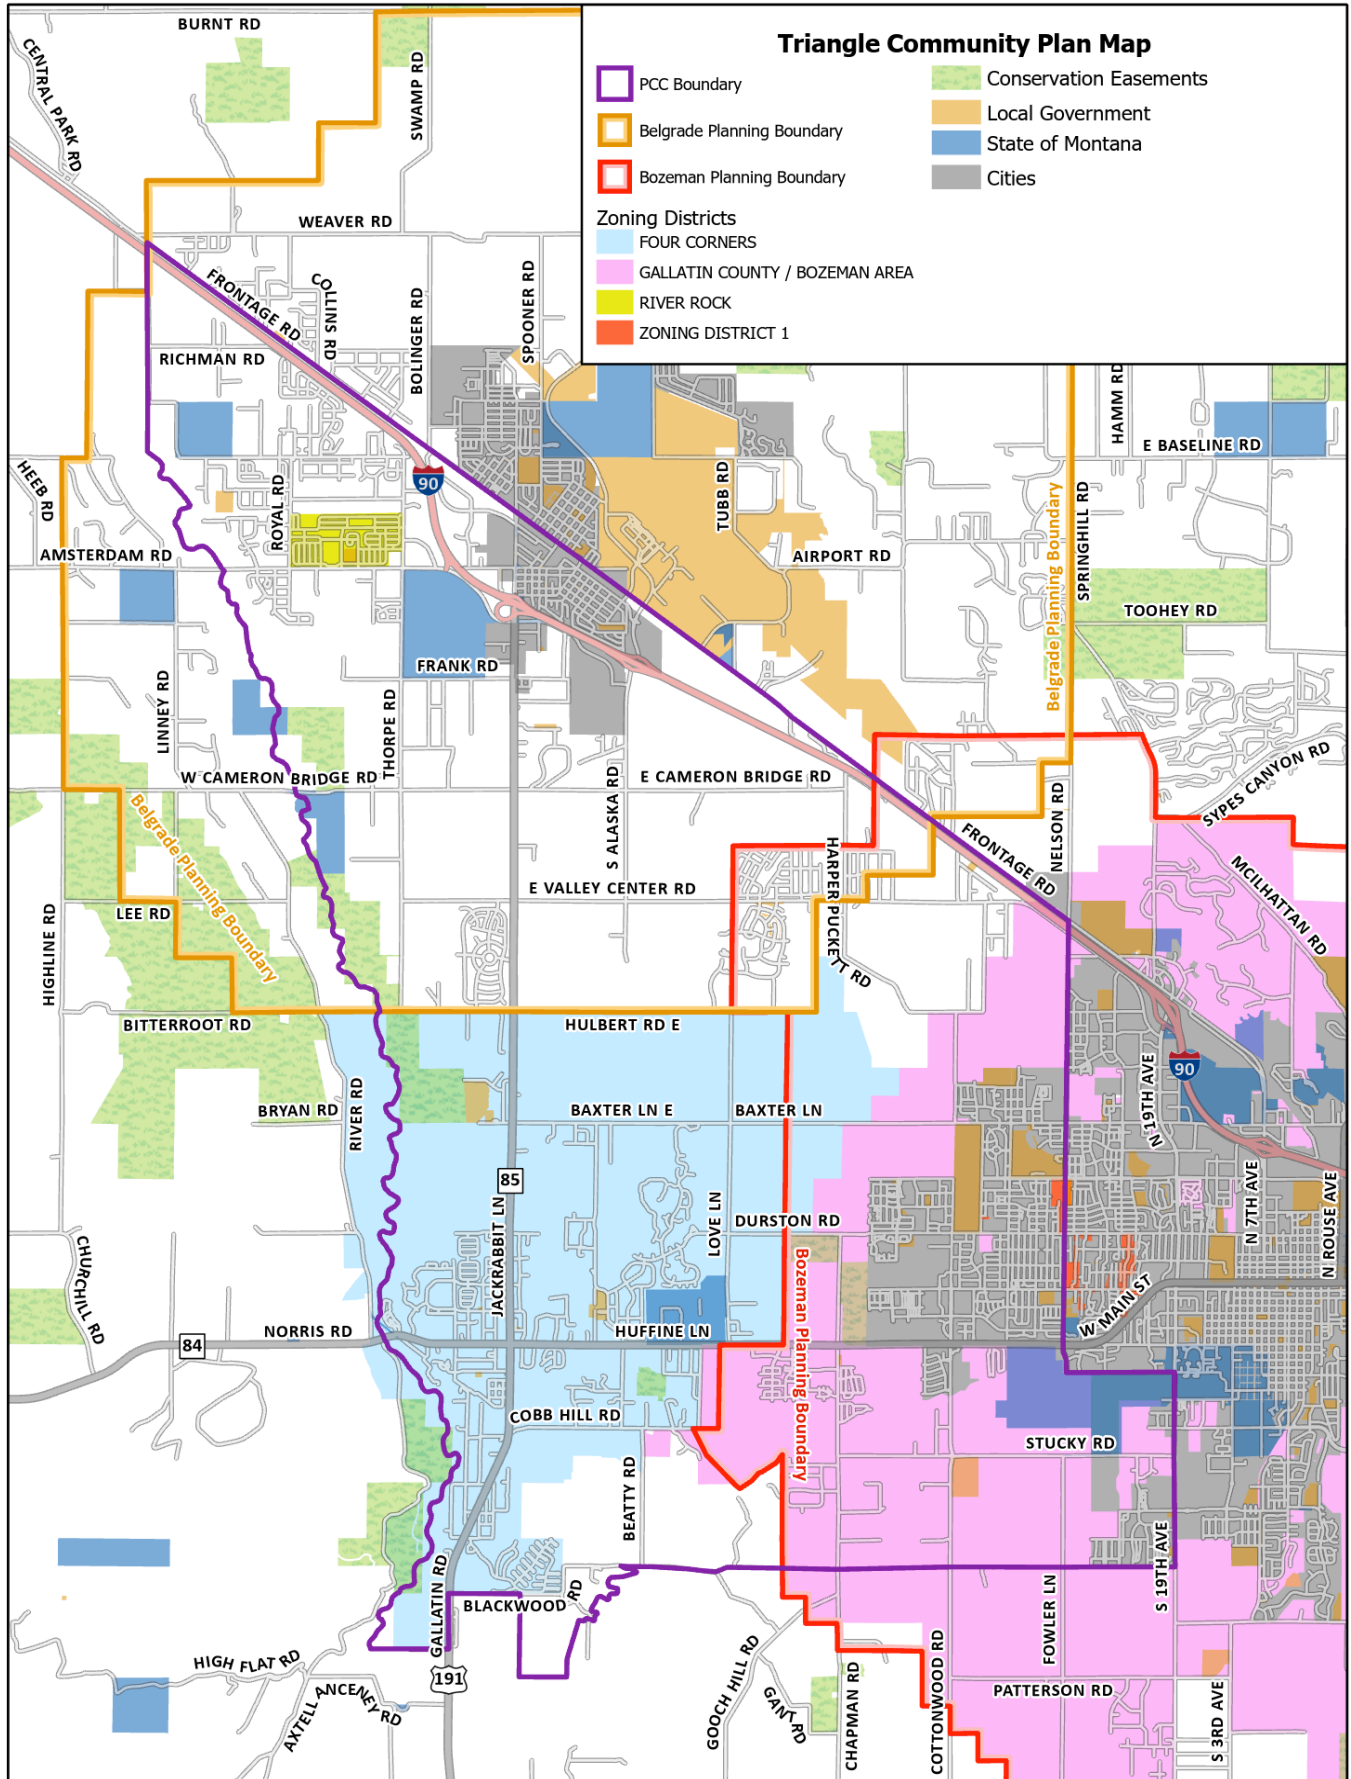 Triangle Community Plan Map
PCC Boundary
Belgrade Planning Boundary
Bozeman Planning Boundary
Zoning Districts
FOUR CORNERS
GALLATIN COUNTY / BOZEMAN AREA
RIVER ROCK
ZONING DISTRICT 1
Conservation Easements
Local Government
State of Montana
Cities
BURNT RD
CENTRAL PARK RD
SWAMP RD
WEAVER RD
FRONTAGE RD
COLLINS RD
BOLINGER RD
SPOONER RD
RICHMAN RD
HAMM RD
E BASELINE RD
HEEB RD
ROYAL RD
90
TUBB RD
SPRINGHILL RD
Belgrade Planning Boundary
AMSTERDAM RD
AIRPORT RD
TOOHEY RD
FRANK RD
LINNEY RD
THORPE RD
W CAMERON BRIDGE RD
S ALASKA RD
E CAMERON BRIDGE RD
SYPES CANYON RD
Belgrade Planning Boundary
NELSON RD
FRONTAGE RD
HARPER PUCKETT RD
MCILHATTAN RD
E VALLEY CENTER RD
LEE RD
HIGHLINE RD
BITTERROOT RD
HULBERT RD E
RIVER RD
BRYAN RD
BAXTER LN E
BAXTER LN
N 19TH AVE
90
85
JACKRABBIT LN
LOVE LN
DURSTON RD
N 7TH AVE
N ROUSE AVE
CHURCHILL RD
Bozeman Planning Boundary
W MAIN ST
84
NORRIS RD
HUFFINE LN
COBB HILL RD
STUCKY RD
BEATTY RD
S 19TH AVE
GALLATIN RD
BLACKWOOD RD
FOWLER LN
HIGH FLAT RD
191
AXTELL ANCENEY RD
GOOCH HILL RD
GANT RD
CHAPMAN RD
COTTONWOOD RD
PATTERSON RD
S 3RD AVE